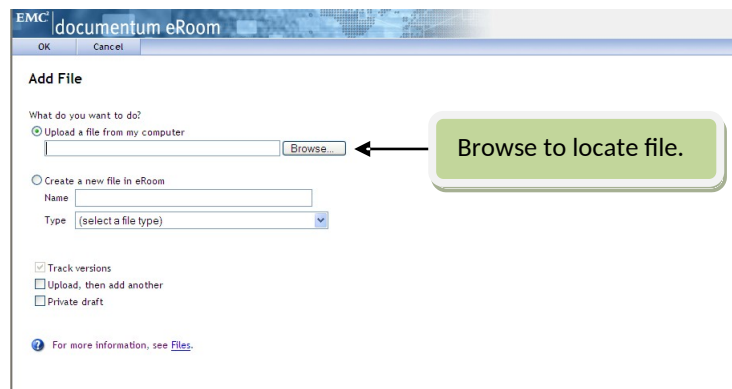 EMC² documentum eRoom
OK Cancel
Add File
What do you want to do?
Upload a file from my computer
Browse...
Browse to locate file.
Create a new file in eRoom
Name
Type (select a file type)
Track versions
Upload, then add another
Private draft
For more information, see Files.